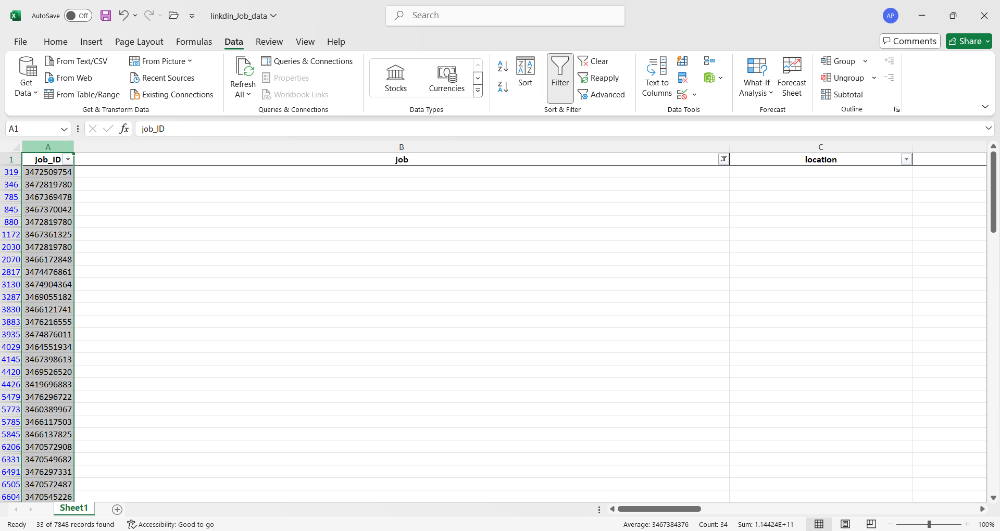 AutoSave Off linkdin_Job_data Search AP
File Home Insert Page Layout Formulas Data Review View Help Comments Share
Get Data
From Text/CSV
From Web
From Table/Range
From Picture
Recent Sources
Existing Connections
Get & Transform Data
Refresh All
Queries & Connections
Properties
Workbook Links
Queries & Connections
Stocks
Currencies
Data Types
Sort
Filter
Clear
Reapply
Advanced
Sort & Filter
Text to Columns
Data Tools
What-If Analysis
Forecast Sheet
Forecast
Group
Ungroup
Subtotal
Outline
A1 fx job_ID
A B C
1 job_ID job location
319 3472509754
346 3472819780
785 3467369478
845 3467370042
880 3472819780
1172 3467361325
2030 3472819780
2070 3466172848
2817 3474476861
3130 3474904364
3287 3469055182
3830 3466121741
3883 3476216555
3935 3474876011
4029 3464551934
4145 3467398613
4420 3469526520
4426 3419696883
5479 3476296722
5773 3460389967
5785 3466117503
5845 3466137825
6206 3470572908
6331 3470549682
6491 3476297331
6505 3470572487
6604 3470545226
Sheet1
Ready 33 of 7848 records found Accessibility: Good to go Average: 3467384376 Count: 34 Sum: 1.14424E+11 100%